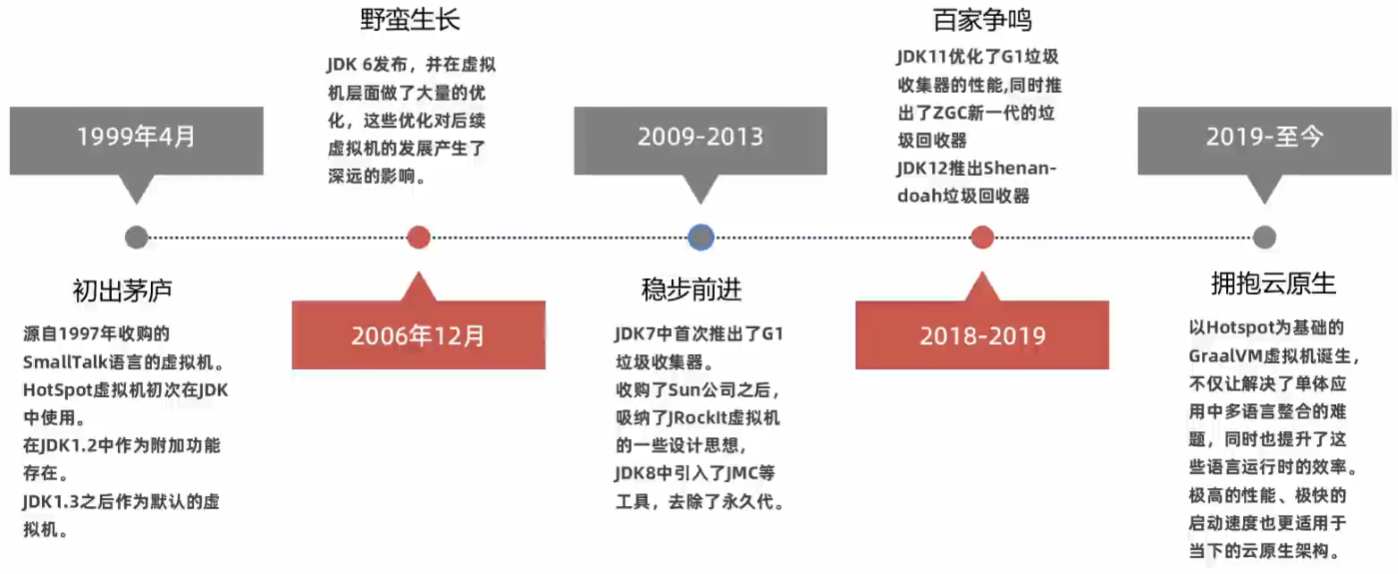 1999年4月
初出茅庐
源自1997年收购的
SmallTalk语言的虚拟机。
HotSpot虚拟机初次在JDK
中使用。
在JDK1.2中作为附加功能
存在。
JDK1.3之后作为默认的虚
拟机。
野蛮生长
JDK 6发布，并在虚拟
机层面做了大量的优
化，这些优化对后续
虚拟机的发展产生了
深远的影响。
2006年12月
2009-2013
稳步前进
JDK7中首次推出了G1
垃圾收集器。
收购了Sun公司之后，
吸纳了JRockIt虚拟机
的一些设计思想，
JDK8中引入了JMC等
工具，去除了永久代。
百家争鸣
JDK11优化了G1垃圾
收集器的性能,同时推
出了ZGC新一代的垃
圾回收器
JDK12推出Shenan-
doah垃圾回收器
2018-2019
2019-至今
拥抱云原生
以Hotspot为基础的
GraalVM虚拟机诞生，
不仅让解决了单体应
用中多语言整合的难
题，同时也提升了这
些语言运行时的效率。
极高的性能、极快的
启动速度也更适用于
当下的云原生架构。